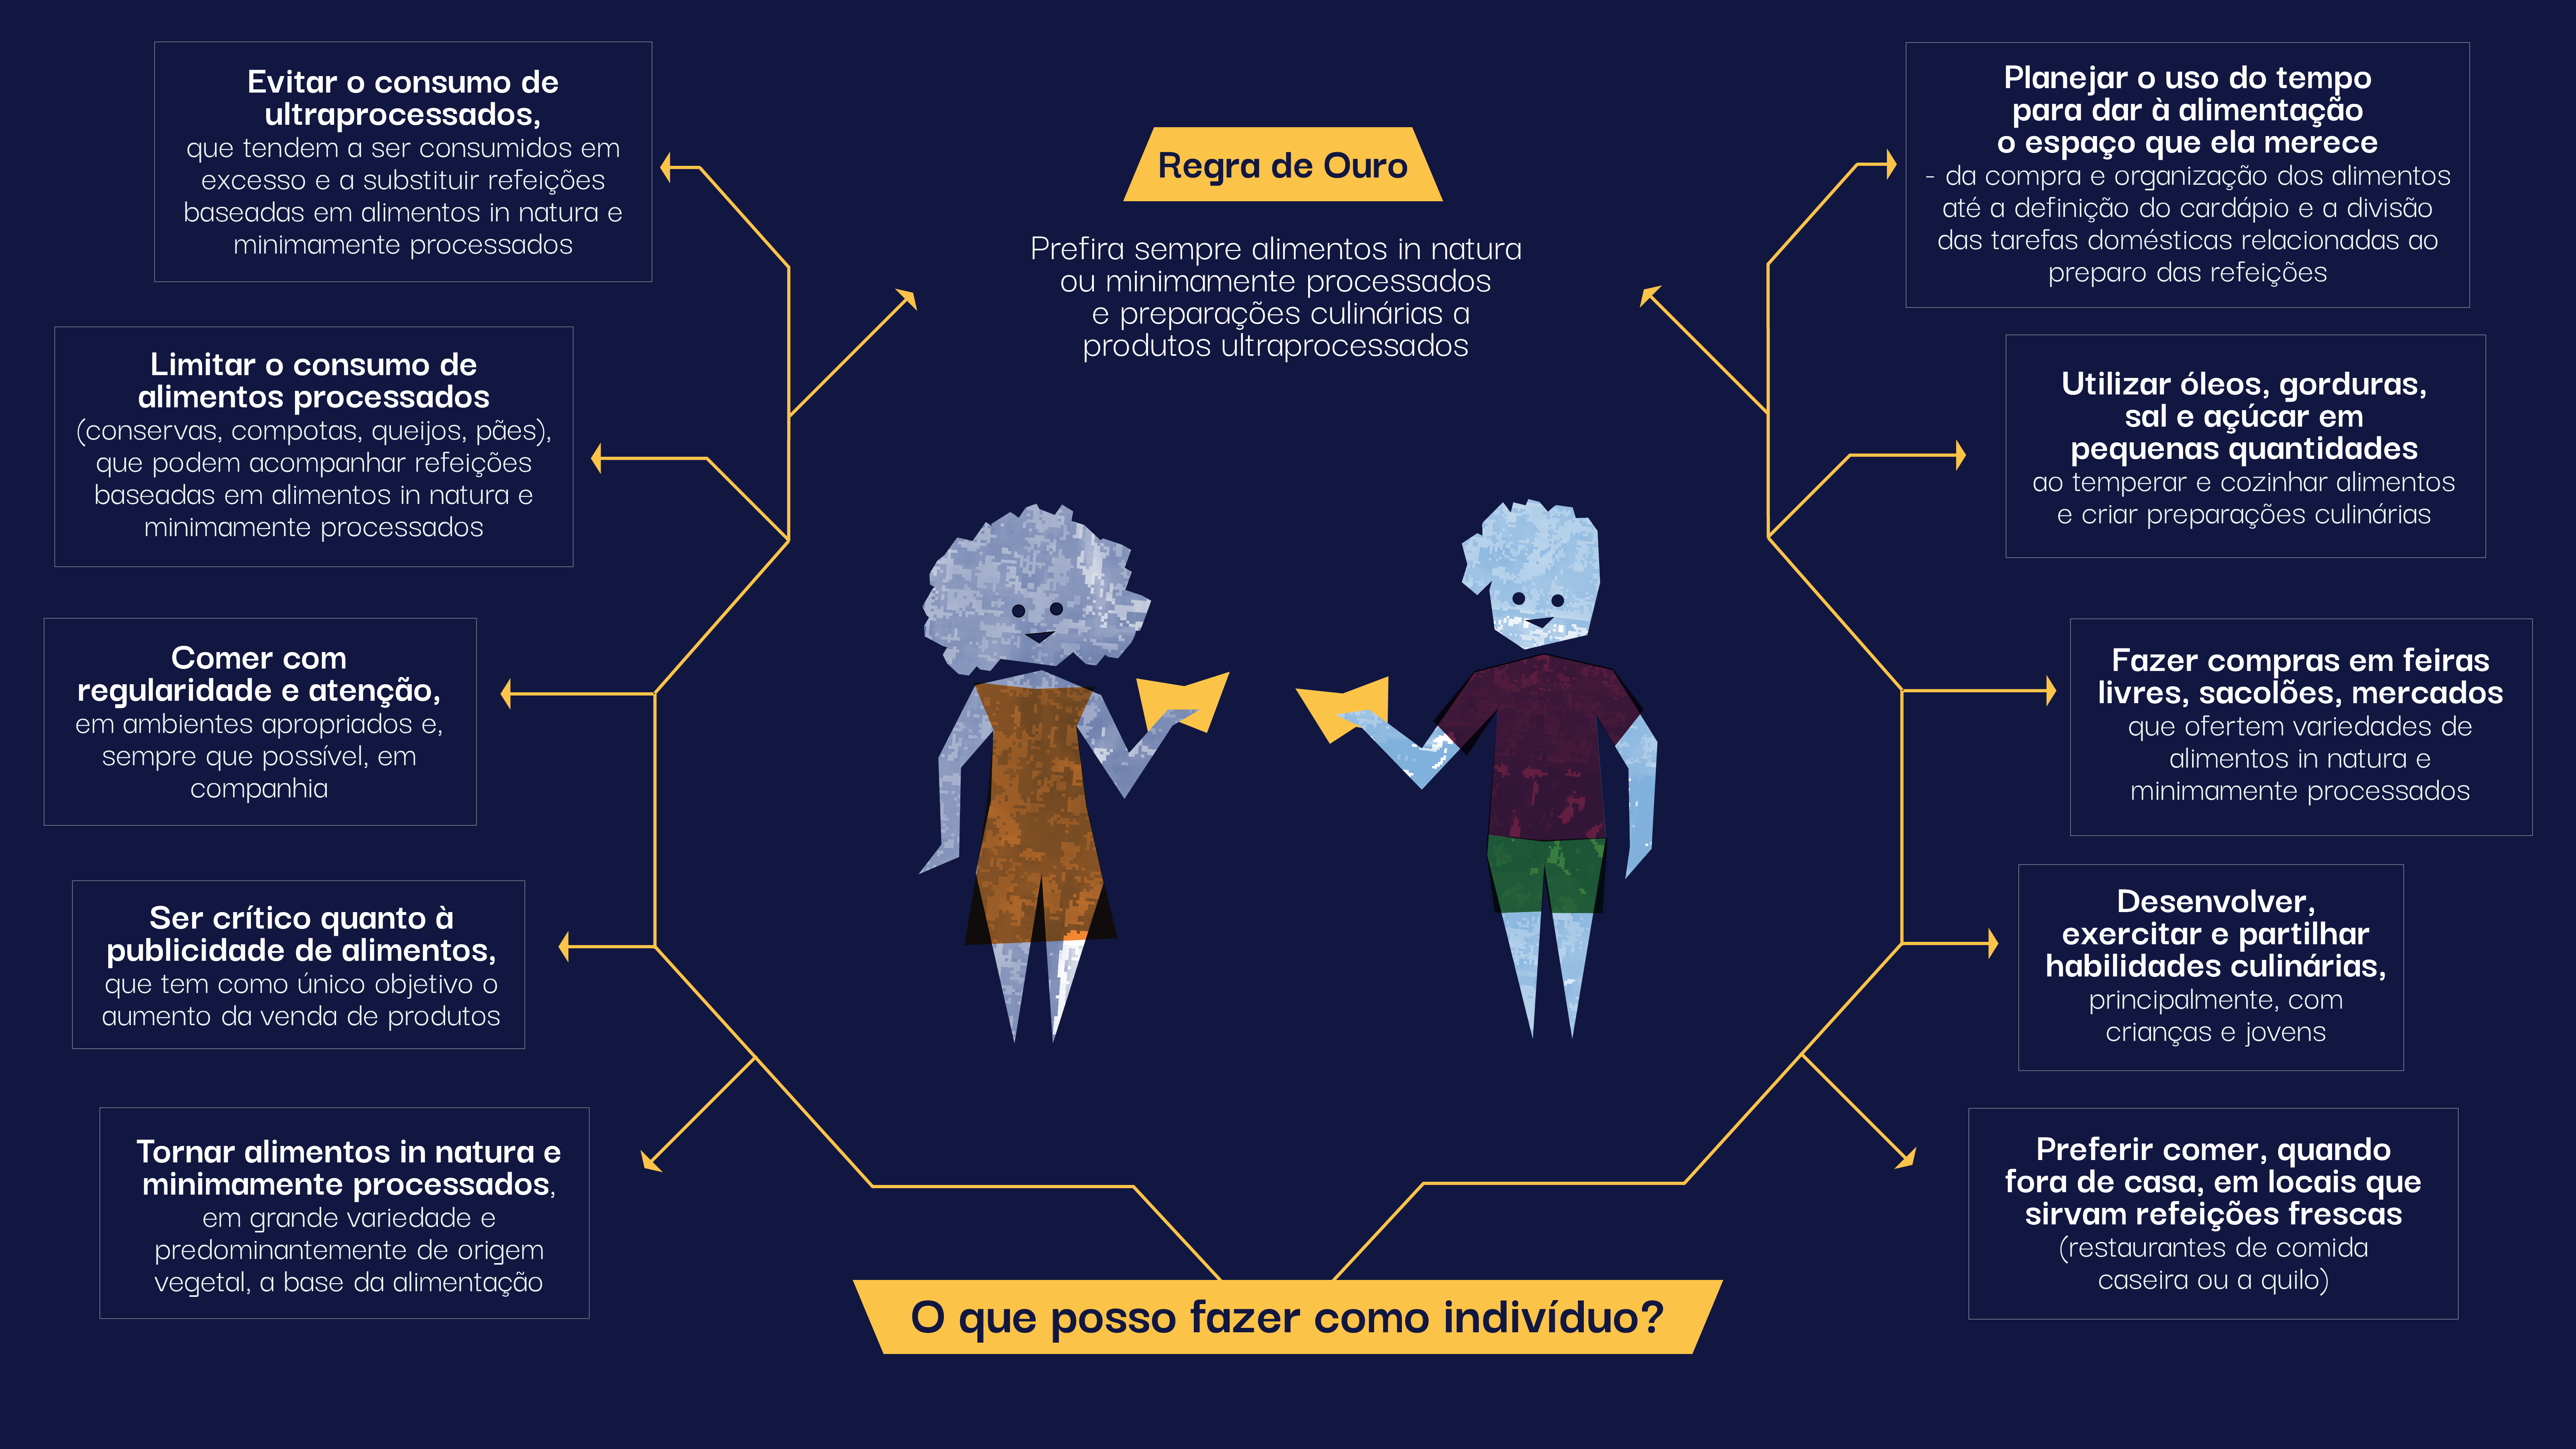 Evitar o consumo de
ultraprocessados,
que tendem a ser consumidos em
excesso e a substituir refeições
baseadas em alimentos in natura e
minimamente processados
Limitar o consumo de
alimentos processados
(conservas, compotas, queijos, pães),
que podem acompanhar refeições
baseadas em alimentos in natura e
minimamente processados
Comer com
regularidade e atenção,
em ambientes apropriados e,
sempre que possível, em
companhia
Ser crítico quanto à
publicidade de alimentos,
que tem como único objetivo o
aumento da venda de produtos
Tornar alimentos in natura e
minimamente processados,
em grande variedade e
predominantemente de origem
vegetal, a base da alimentação
Regra de Ouro
Prefira sempre alimentos in natura
ou minimamente processados
e preparações culinárias a
produtos ultraprocessados
O que posso fazer como indivíduo?
Planejar o uso do tempo
para dar à alimentação
o espaço que ela merece
- da compra e organização dos alimentos
até a definição do cardápio e a divisão
das tarefas domésticas relacionadas ao
preparo das refeições
Utilizar óleos, gorduras,
sal e açúcar em
pequenas quantidades
ao temperar e cozinhar alimentos
e criar preparações culinárias
Fazer compras em feiras
livres, sacolões, mercados
que ofertem variedades de
alimentos in natura e
minimamente processados
Desenvolver,
exercitar e partilhar
habilidades culinárias,
principalmente, com
crianças e jovens
Preferir comer, quando
fora de casa, em locais que
sirvam refeições frescas
(restaurantes de comida
caseira ou a quilo)